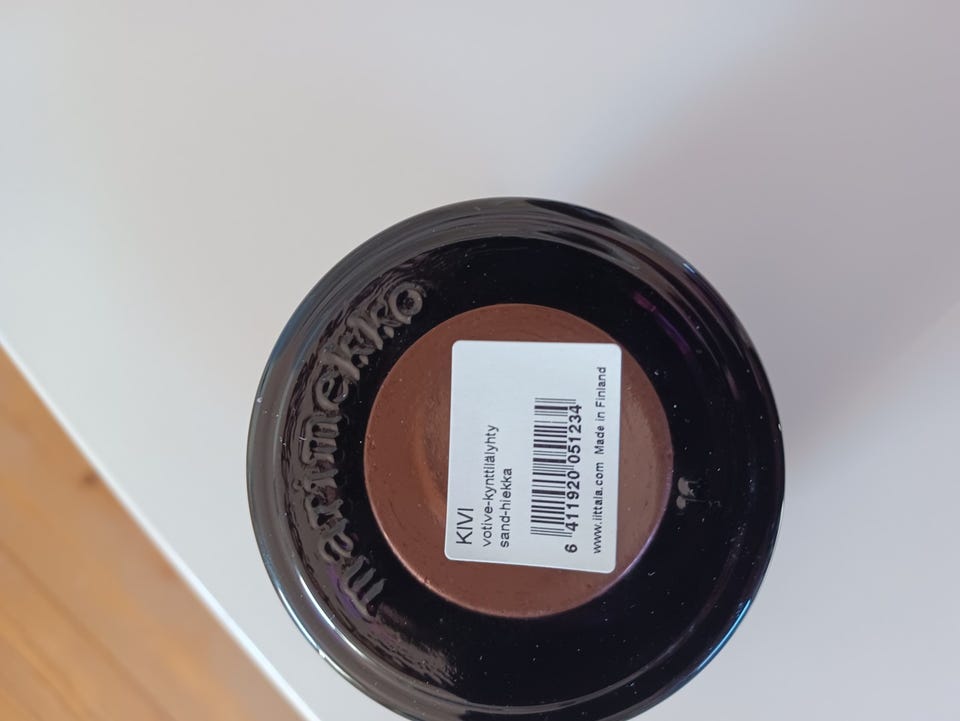 marimekko
KIVI
votive-kynttilälyhty
sand-hiekka
6 411920 051234
www.iittala.com Made in Finland